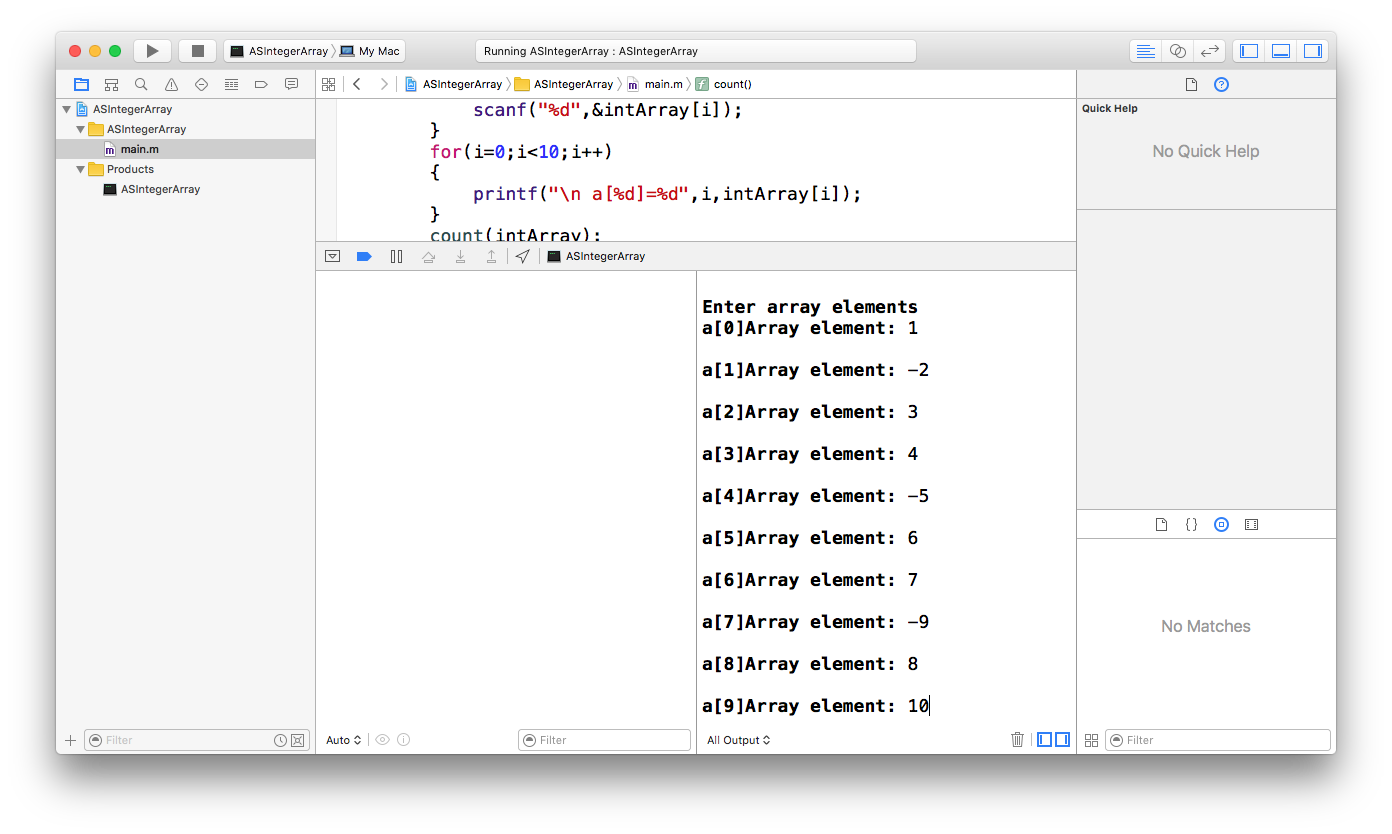 ASIntegerArray My Mac
Running ASIntegerArray : ASIntegerArray
ASIntegerArray
ASIntegerArray
main.m
Products
ASIntegerArray
Filter
ASIntegerArray ASIntegerArray main.m count()
scanf("%d",&intArray[i]);
}
for(i=0;i<10;i++)
{
printf("\n a[%d]=%d",i,intArray[i]);
}
count(intArray);
ASIntegerArray
Auto
Filter
Enter array elements
a[0]Array element: 1
a[1]Array element: -2
a[2]Array element: 3
a[3]Array element: 4
a[4]Array element: -5
a[5]Array element: 6
a[6]Array element: 7
a[7]Array element: -9
a[8]Array element: 8
a[9]Array element: 10
All Output
Quick Help
No Quick Help
No Matches
Filter